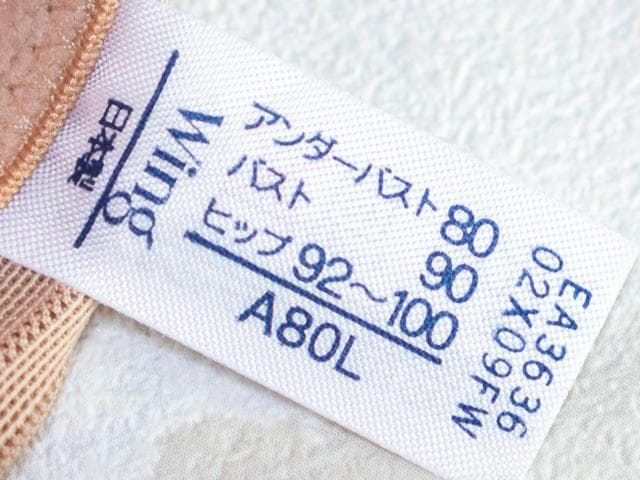 アンダーバスト 80
バスト 90
ヒップ 92~100
A80L
Wing
日本製
EA3636
02X09FW